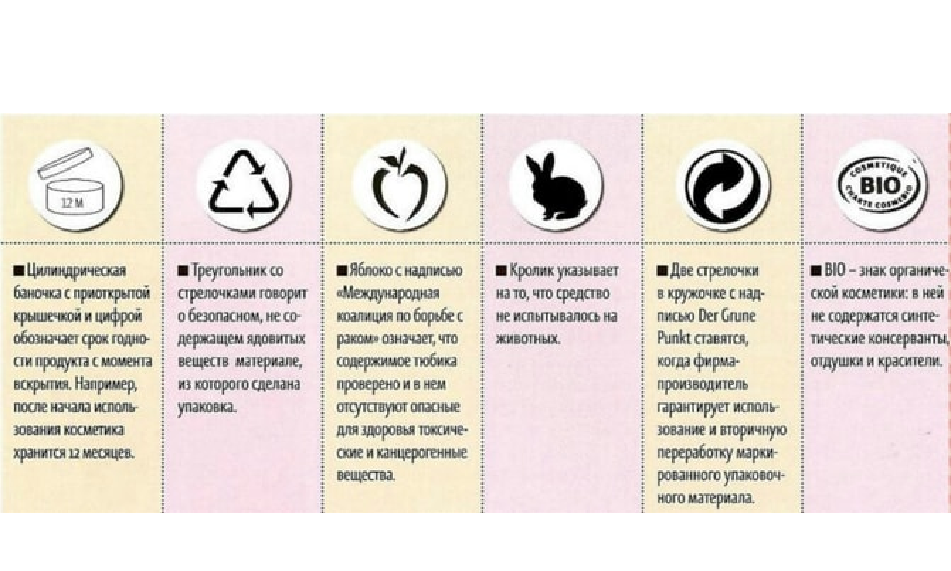 12 M
COSMETIQUE
BIO
CHARTE COSMEBIO
■ Цилиндрическая
баночка с приоткрытой
крышечкой и цифрой
обозначает срок годно-
сти продукта с момента
вскрытия. Например,
после начала исполь-
зования косметика
хранится 12 месяцев.
■ Треугольник со
стрелочками говорит
о безопасном, не со-
держащем ядовитых
веществ материале,
из которого сделана
упаковка.
■ Яблоко с надписью
«Международная
коалиция по борьбе с
раком» означает, что
содержимое тюбика
проверено и в нем
отсутствуют опасные
для здоровья токсиче-
ские и канцерогенные
вещества.
■ Кролик указывает
на то, что средство
не испытывалось на
животных.
■ Две стрелочки
в кружочке с над-
писью Der Grune
Punkt ставятся,
когда фирма-
производитель
гарантирует исполь-
зование и вторичную
переработку марки-
рованного упаковоч-
ного материала.
■ BIO – знак органиче-
ской косметики: в ней
не содержатся синте-
тические консерванты,
отдушки и красители.